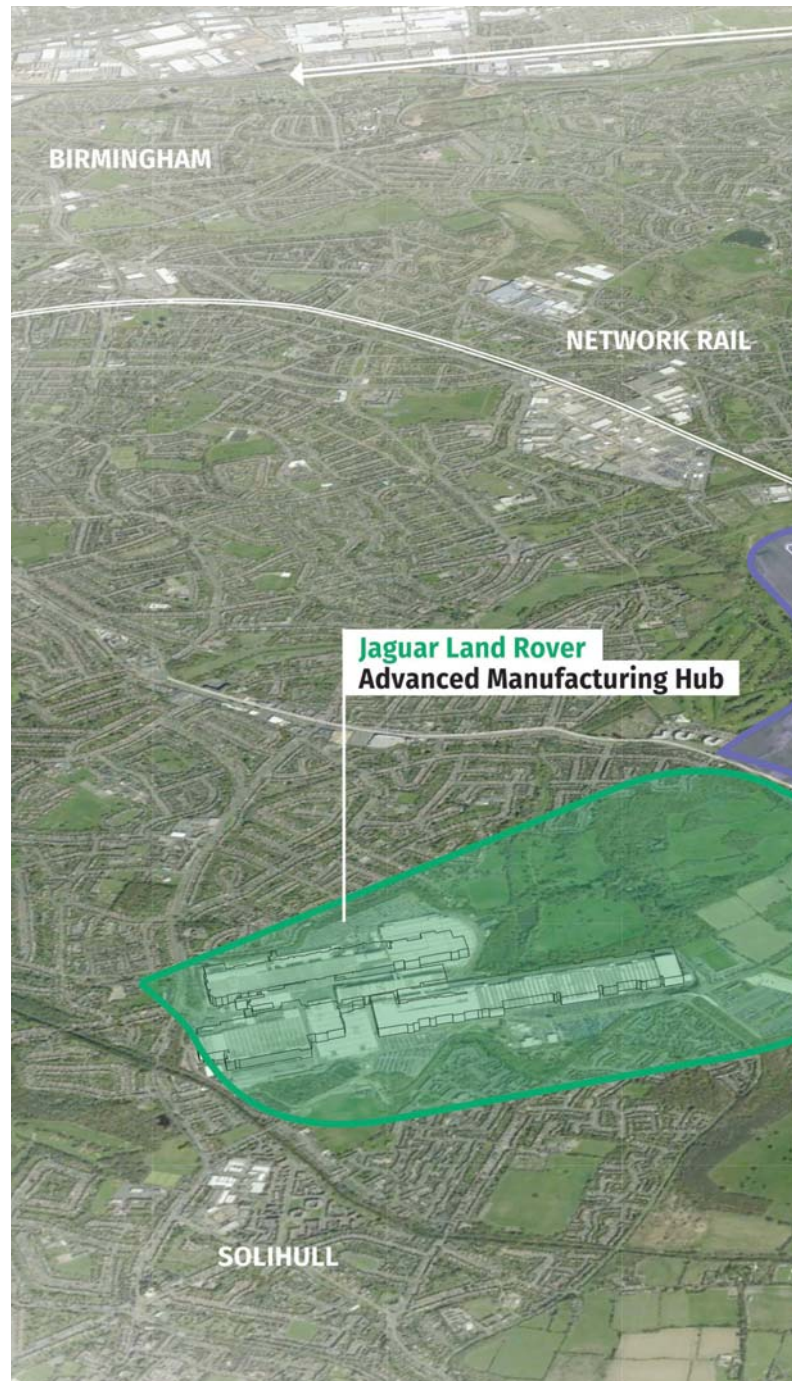 BIRMINGHAM
NETWORK RAIL
Jaguar Land Rover
Advanced Manufacturing Hub
SOLIHULL